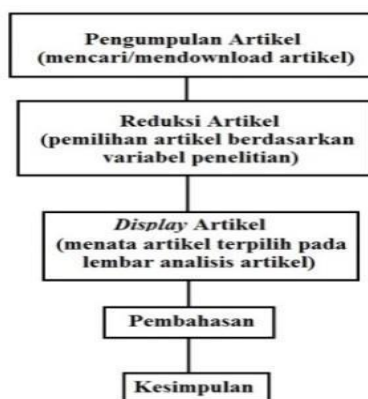 Pengumpulan Artikel
(mencari/mendownload artikel)
Reduksi Artikel
(pemilihan artikel berdasarkan
variabel penelitian)
Display Artikel
(menata artikel terpilih pada
lembar analisis artikel)
Pembahasan
Kesimpulan